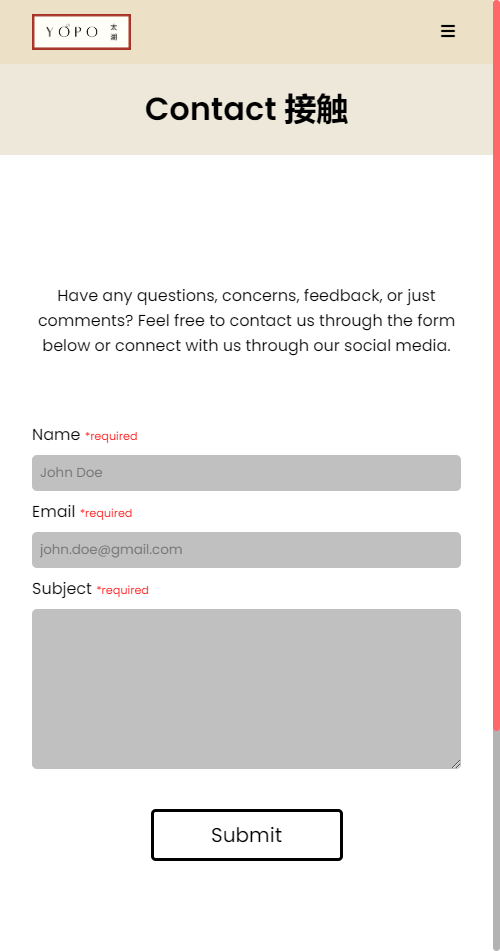 YOPO 太湖
Contact 接触
Have any questions, concerns, feedback, or just
comments? Feel free to contact us through the form
below or connect with us through our social media.
Name *required
John Doe
Email *required
john.doe@gmail.com
Subject *required
Submit